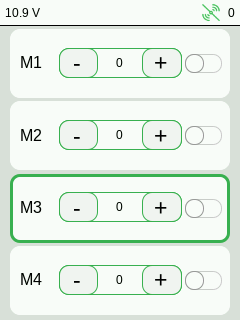 10.9 V 0
M1 - 0 +
M2 - 0 +
M3 - 0 +
M4 - 0 +